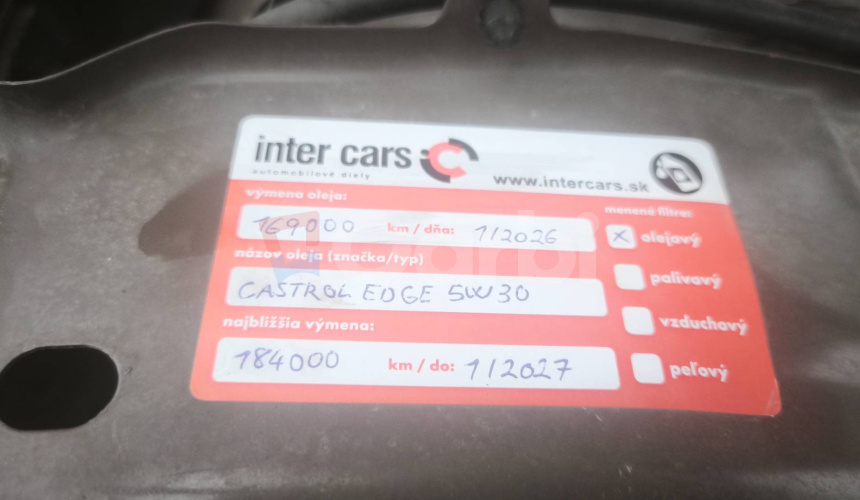 inter cars
automobilové diely
www.intercars.sk
výmena oleja:
169000 km / dňa: 1/2026
názov oleja (značka/typ)
CASTROL EDGE 5W30
najbližšia výmena:
184000 km / do: 1/2027
menené filtre:
X olejový
palivový
vzduchový
peľový